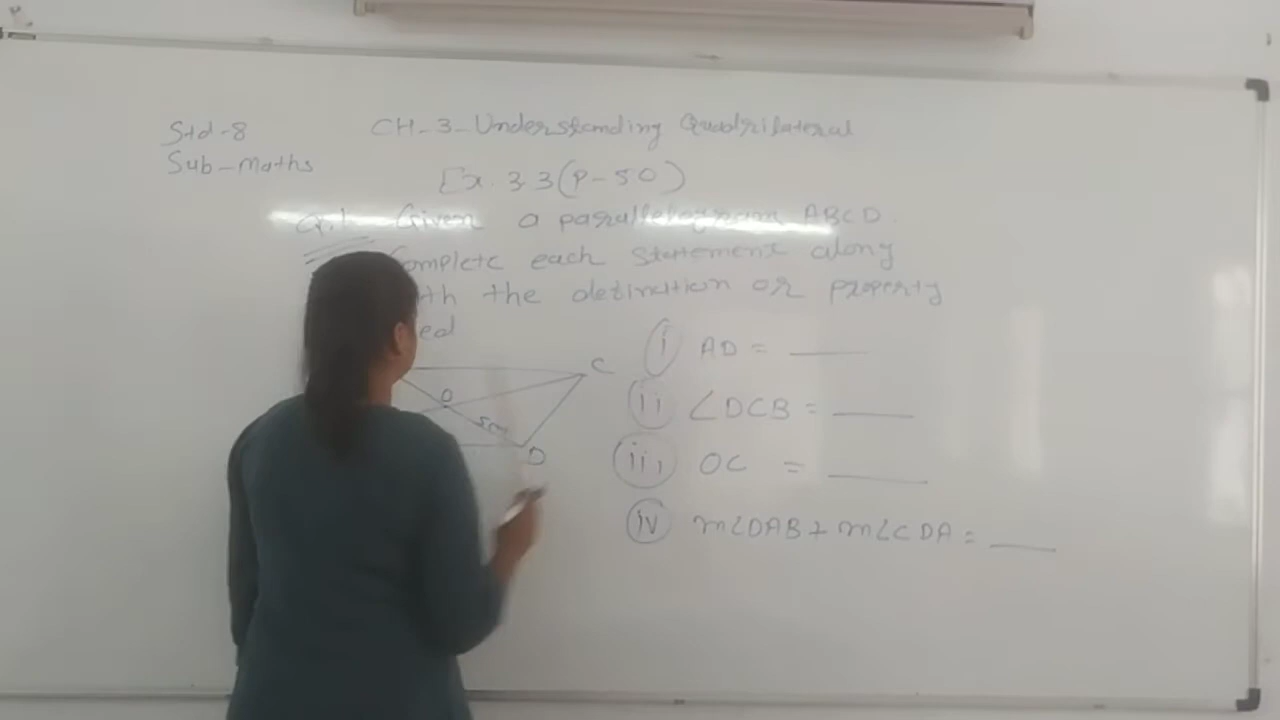 Std-8
Sub-Maths
CH-3-Understanding Quadrilateral
Ex. 3.3(P-50)
Q.1 Given a parallelogram ABCD.
Complete each statement along
the definition or property
C
O
5cm
D
i AD = ____
ii ∠DCB = ____
iii OC = ____
iv m∠DAB + m∠CDA = ____